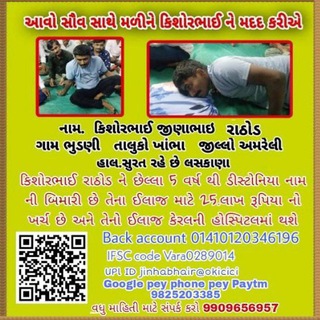 આવો સૌવ સાથે મળીને કિશોરભાઈ ને મદદ કરીએ
નામ. કિશોરભાઈ જીણાભાઇ રાઠોડ
ગામ ભુડણી તાલુકો ખાંભા જીલ્લો અમરેલી
હાલ.સુરત રહે છે લસકાણા
કિશોરભાઈ રાઠોડ ને છેલ્લા 5 વર્ષ થી ડીસ્ટોનિયા નામ
ની બિમારી છે તેના ઈલાજ માટે 25લાખ રૂપિયા નો
ખર્ચ છે અને તેનો ઈલાજ કેરલની હોસ્પિટલમાં થશે
Back account 01410120346196
IFSC code Vara0289014
UPI ID jinhabhair@okicici
Google pey phone pey Paytm
9825203385
વધુ માહિતી માટે સંપર્ક કરો 9909656957